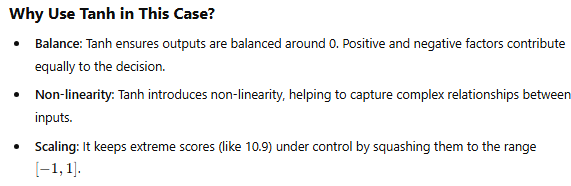 Why Use Tanh in This Case?
• Balance: Tanh ensures outputs are balanced around 0. Positive and negative factors contribute
equally to the decision.
• Non-linearity: Tanh introduces non-linearity, helping to capture complex relationships between
inputs.
• Scaling: It keeps extreme scores (like 10.9) under control by squashing them to the range
[−1, 1].